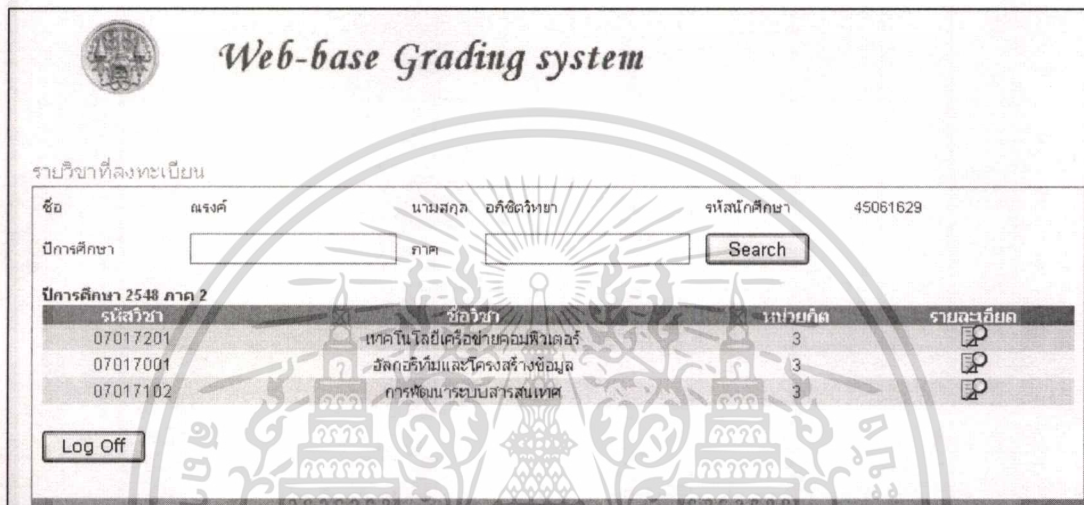 Web-base Grading system
รายวิชาที่ลงทะเบียน
ชื่อ ณรงค์ นามสกุล อภิชิตวิทยา รหัสนักศึกษา 45061629
ปีการศึกษา ภาค Search
ปีการศึกษา 2548 ภาค 2
รหัสวิชา ชื่อวิชา หน่วยกิต รายละเอียด
07017201 เทคโนโลยีเครือข่ายคอมพิวเตอร์ 3
07017001 อัลกอริทึมและโครงสร้างข้อมูล 3
07017102 การพัฒนาระบบสารสนเทศ 3
Log Off